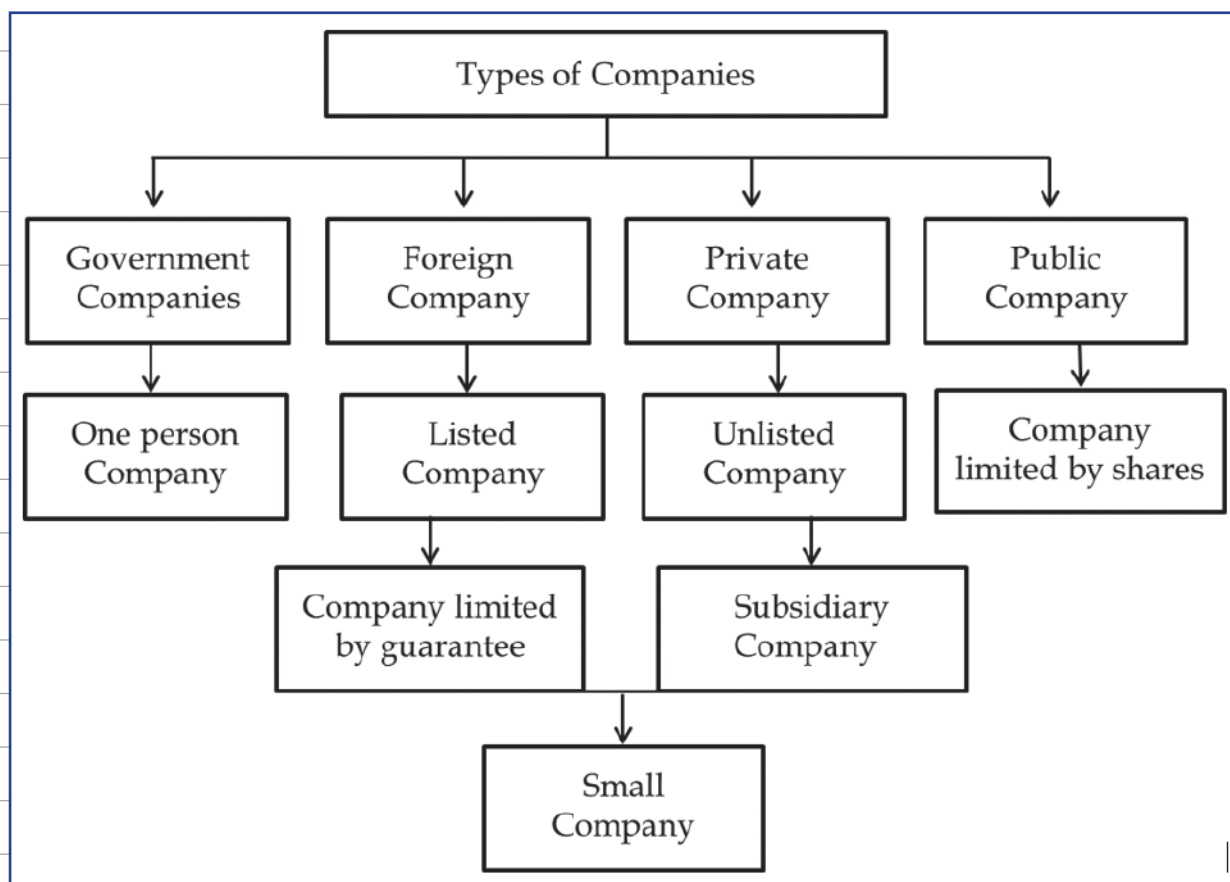 Types of Companies
Government
Companies
Foreign
Company
Private
Company
Public
Company
One person
Company
Listed
Company
Unlisted
Company
Company
limited by shares
Company limited
by guarantee
Subsidiary
Company
Small
Company